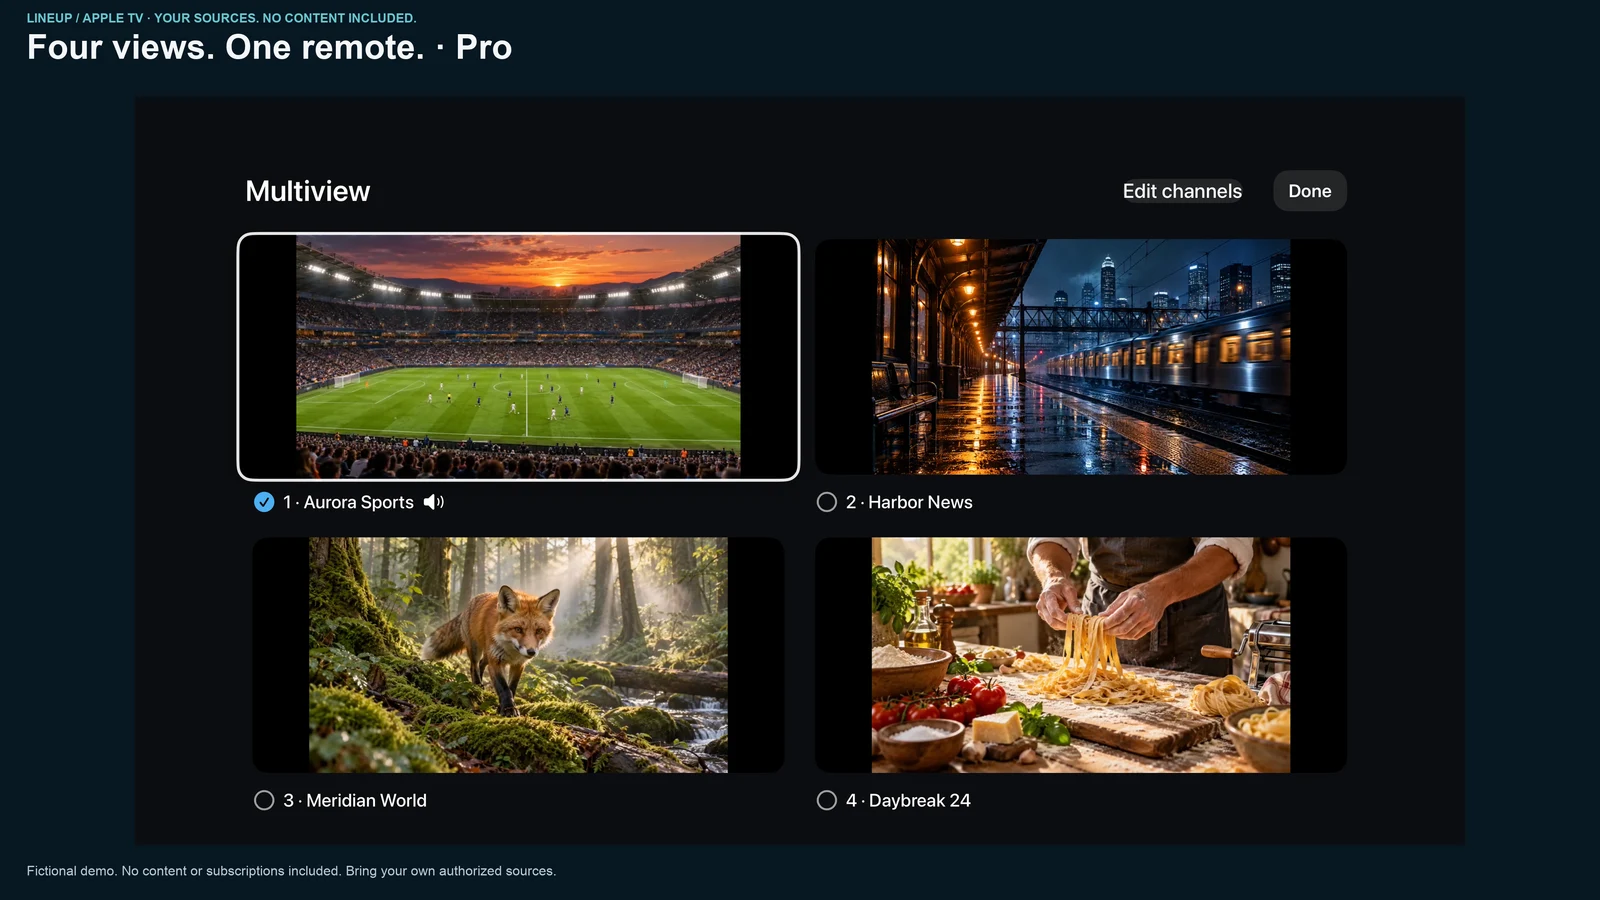 LINEUP / APPLE TV · YOUR SOURCES. NO CONTENT INCLUDED.
Four views. One remote. · Pro
Multiview
Edit channels
Done
1 · Aurora Sports
2 · Harbor News
3 · Meridian World
4 · Daybreak 24
Fictional demo. No content or subscriptions included. Bring your own authorized sources.